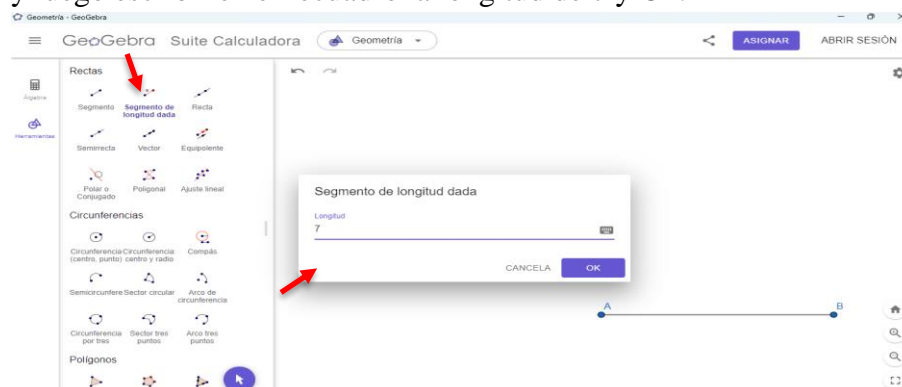 Geometría - GeoGebra
GeoGebra Suite Calculadora Geometría
ASIGNAR ABRIR SESIÓN
Álgebra
Herramientas
Rectas
Segmento Segmento de longitud dada Recta
Semirrecta Vector Equipolente
Polar o Conjugado Poligonal Ajuste lineal
Circunferencias
Circunferencia (centro, punto) Circunferencia: centro y radio Compás
Semicircunfere Sector circular Arco de circunferencia
Circunferencia por tres Sector tres puntos Arco tres puntos
Polígonos
Segmento de longitud dada
Longitud
7
CANCELA OK
A B